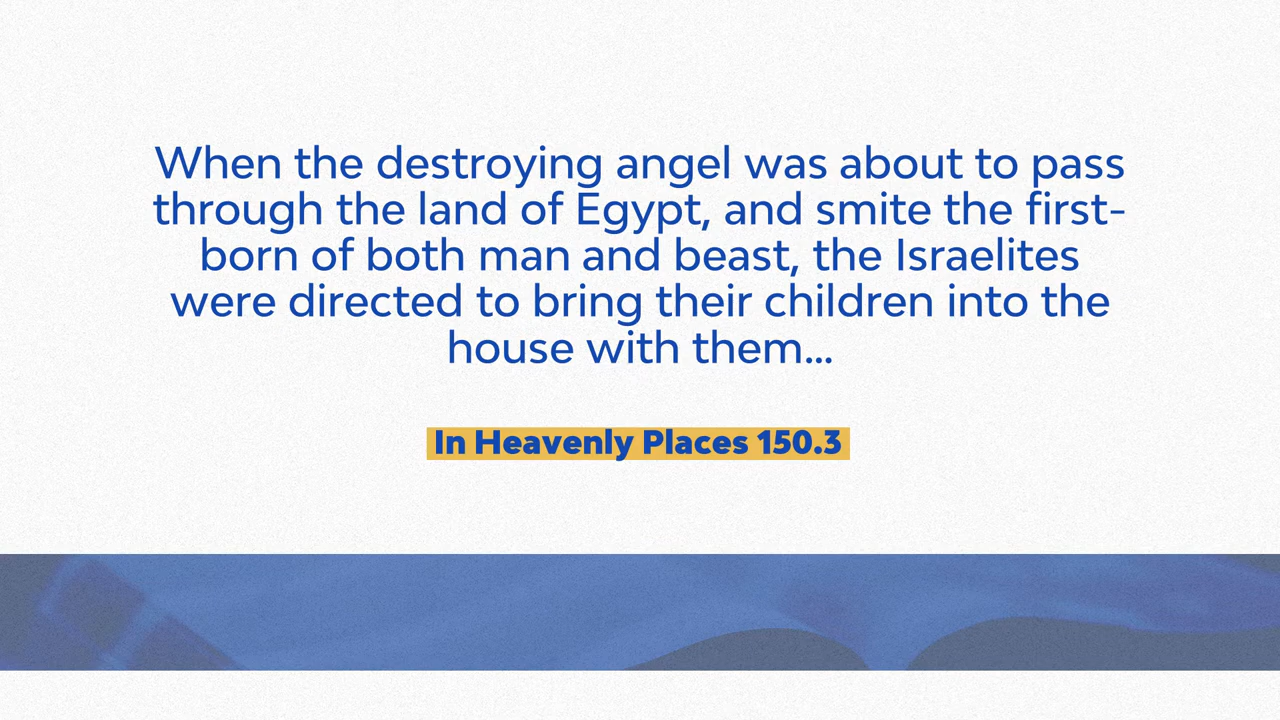 When the destroying angel was about to pass
through the land of Egypt, and smite the first-
born of both man and beast, the Israelites
were directed to bring their children into the
house with them...
In Heavenly Places 150.3